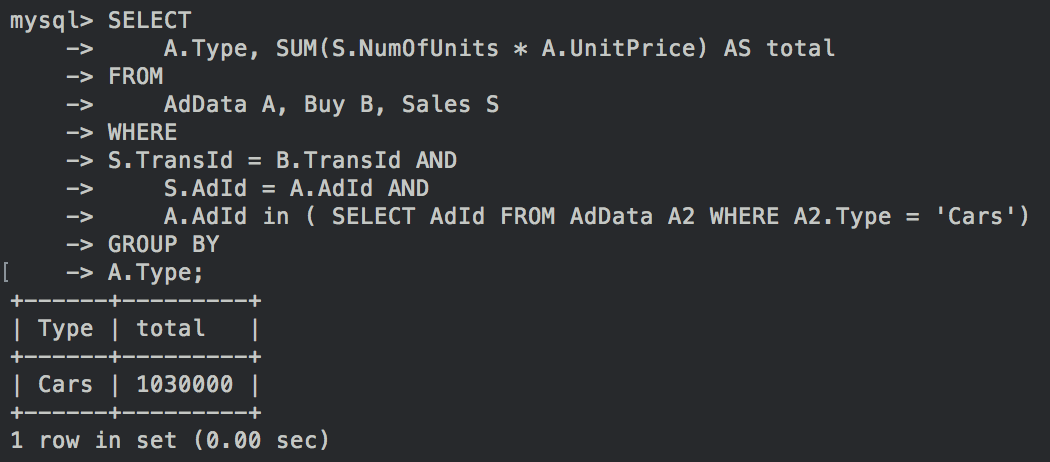 mysql> SELECT
    ->     A.Type, SUM(S.NumOfUnits * A.UnitPrice) AS total
    -> FROM
    ->     AdData A, Buy B, Sales S
    -> WHERE
    -> S.TransId = B.TransId AND
    ->     S.AdId = A.AdId AND
    ->     A.AdId in ( SELECT AdId FROM AdData A2 WHERE A2.Type = 'Cars')
    -> GROUP BY
[    -> A.Type;
+------+---------+
| Type | total   |
+------+---------+
| Cars | 1030000 |
+------+---------+
1 row in set (0.00 sec)